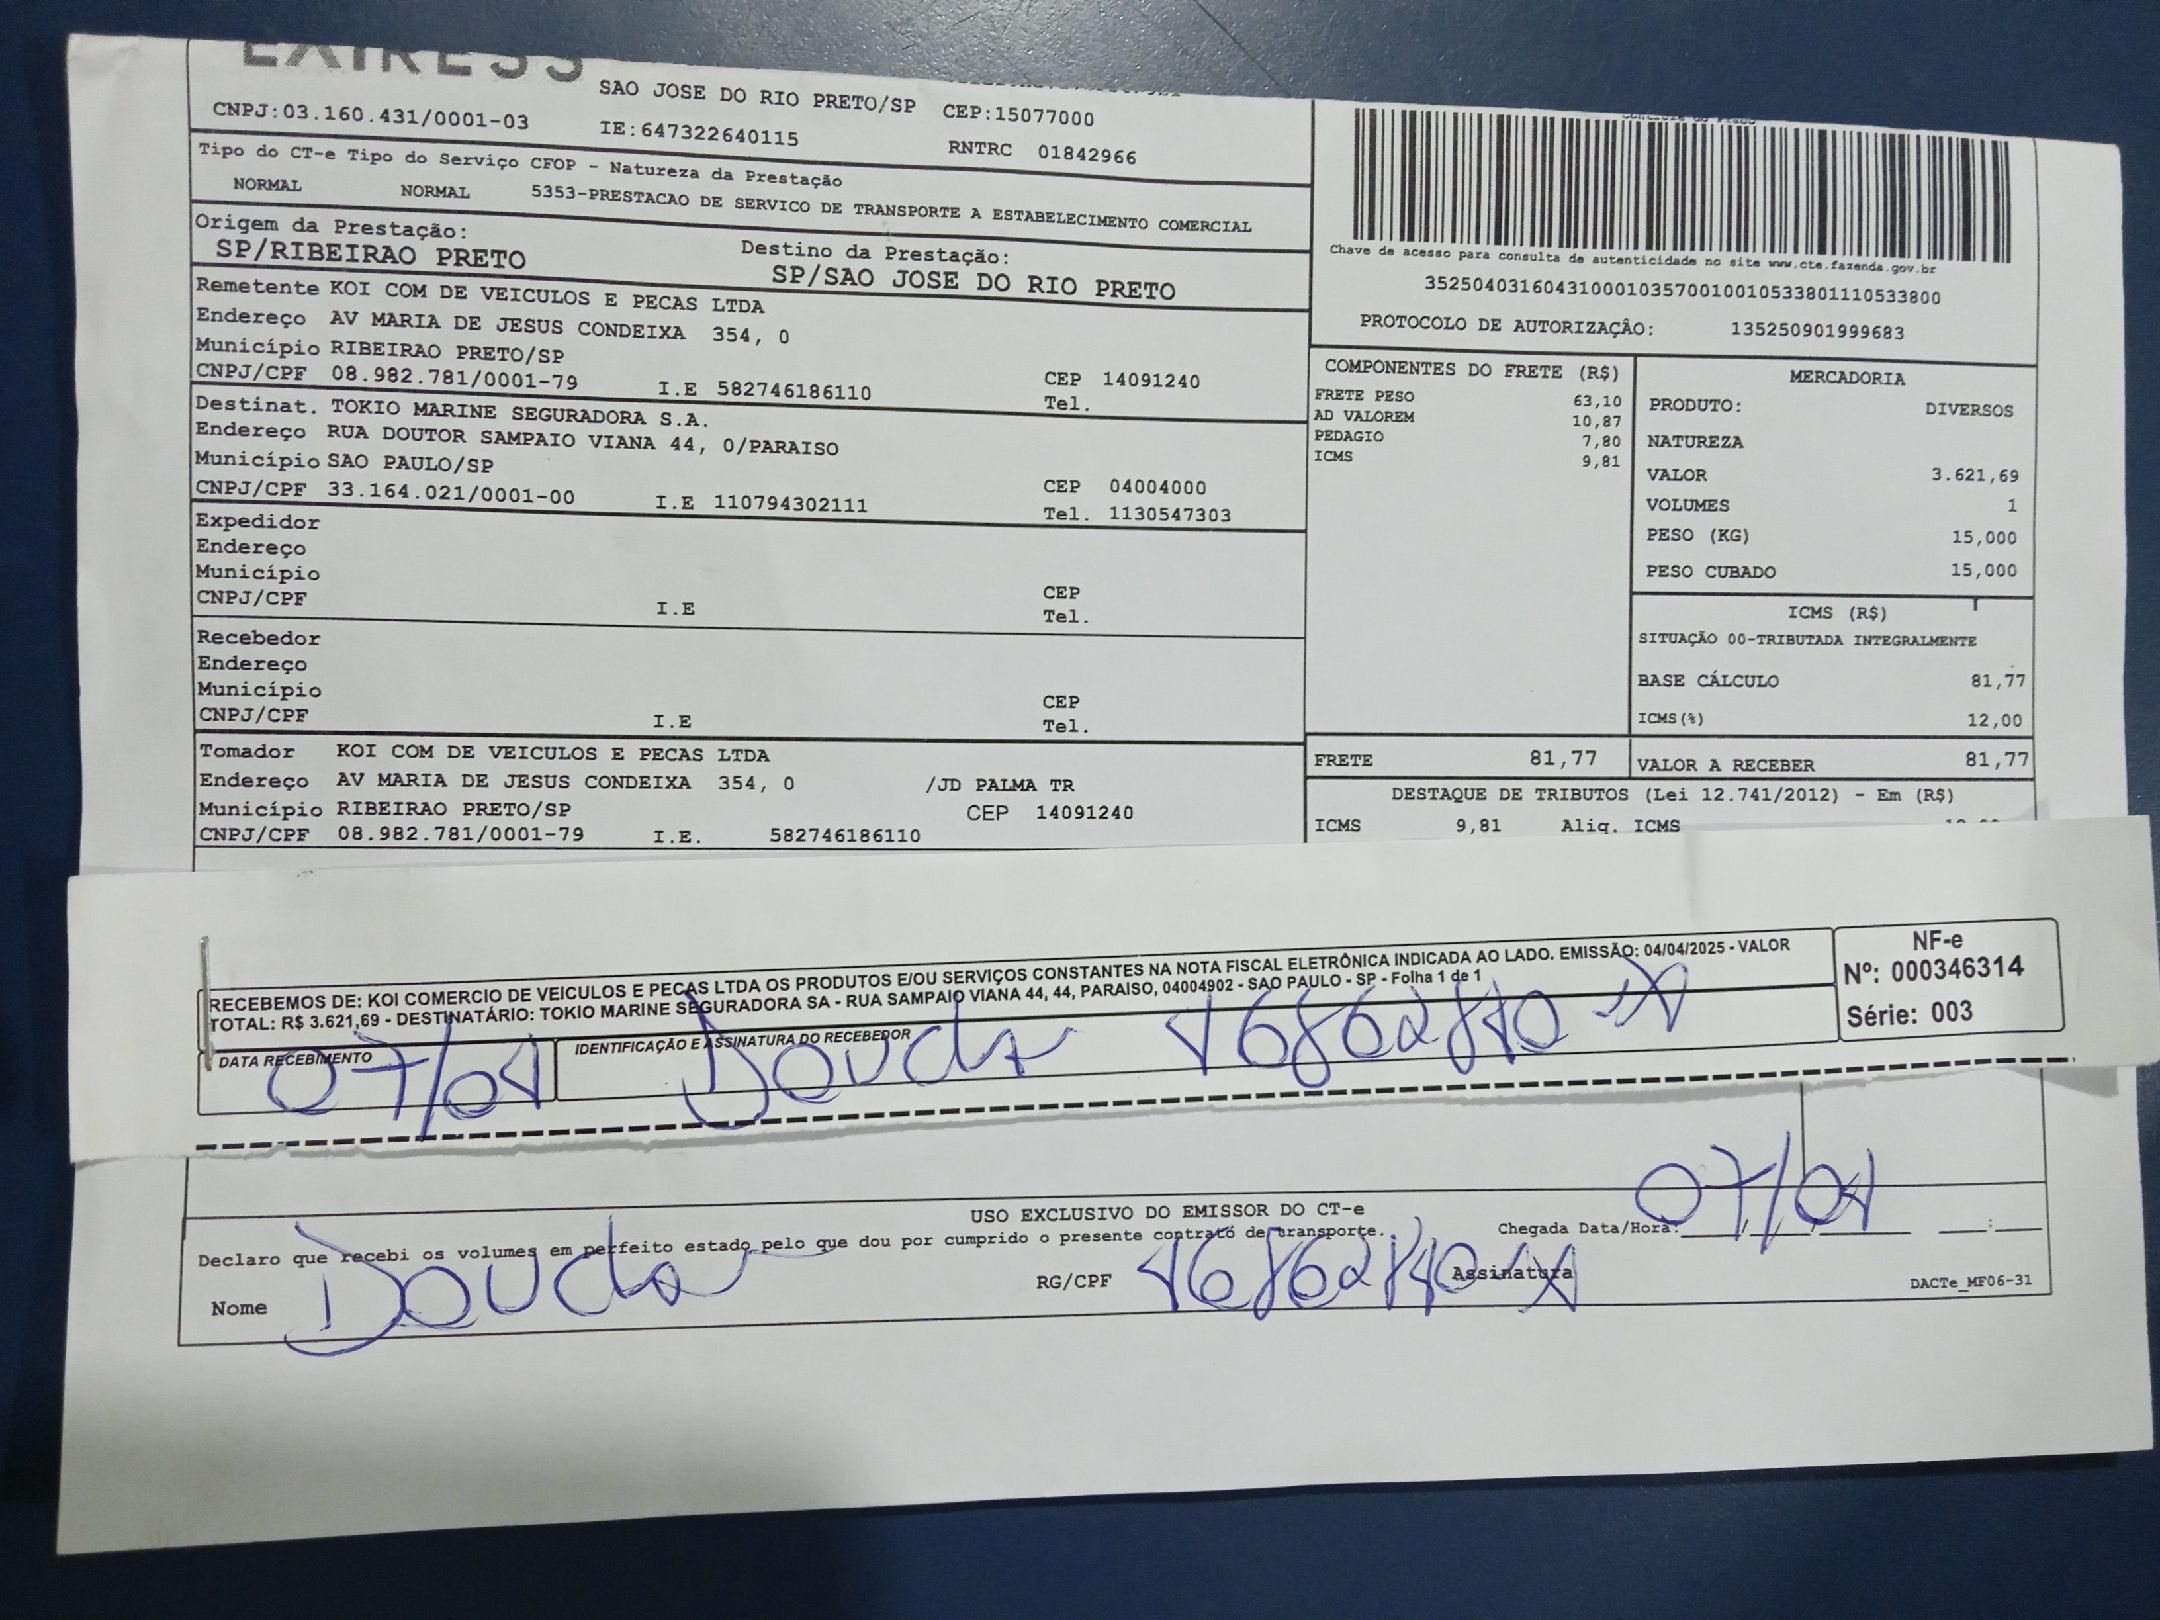 EXPRESS
SAO JOSE DO RIO PRETO/SP CEP:15077000
CNPJ:03.160.431/0001-03 IE:647322640115 RNTRC 01842966
Tipo do CT-e Tipo do Serviço CFOP - Natureza da Prestação
NORMAL NORMAL 5353-PRESTACAO DE SERVICO DE TRANSPORTE A ESTABELECIMENTO COMERCIAL
Origem da Prestação: Destino da Prestação:
SP/RIBEIRAO PRETO SP/SAO JOSE DO RIO PRETO
Remetente KOI COM DE VEICULOS E PECAS LTDA
Endereço AV MARIA DE JESUS CONDEIXA 354, 0
Município RIBEIRAO PRETO/SP CEP 14091240
CNPJ/CPF 08.982.781/0001-79 I.E 582746186110 Tel.
Destinat. TOKIO MARINE SEGURADORA S.A.
Endereço RUA DOUTOR SAMPAIO VIANA 44, 0/PARAISO
Município SAO PAULO/SP CEP 04004000
CNPJ/CPF 33.164.021/0001-00 I.E 110794302111 Tel. 1130547303
Expedidor
Endereço
Município CEP
CNPJ/CPF I.E Tel.
Recebedor
Endereço
Município CEP
CNPJ/CPF I.E Tel.
Tomador KOI COM DE VEICULOS E PECAS LTDA
Endereço AV MARIA DE JESUS CONDEIXA 354, 0 /JD PALMA TR
Município RIBEIRAO PRETO/SP CEP 14091240
CNPJ/CPF 08.982.781/0001-79 I.E. 582746186110
Chave de acesso para consulta de autenticidade no site www.cte.fazenda.gov.br
35250403160431000103570010010533801110533800
PROTOCOLO DE AUTORIZAÇÃO: 135250901999683
COMPONENTES DO FRETE (R$)
FRETE PESO 63,10
AD VALOREM 10,87
PEDAGIO 7,80
ICMS 9,81
MERCADORIA
PRODUTO: DIVERSOS
NATUREZA
VALOR 3.621,69
VOLUMES 1
PESO (KG) 15,000
PESO CUBADO 15,000
ICMS (R$)
SITUAÇÃO 00-TRIBUTADA INTEGRALMENTE
BASE CÁLCULO 81,77
ICMS(%) 12,00
FRETE 81,77 VALOR A RECEBER 81,77
DESTAQUE DE TRIBUTOS (Lei 12.741/2012) - Em (R$)
ICMS 9,81 Aliq. ICMS
RECEBEMOS DE: KOI COMERCIO DE VEICULOS E PEÇAS LTDA OS PRODUTOS E/OU SERVIÇOS CONSTANTES NA NOTA FISCAL ELETRÔNICA INDICADA AO LADO. EMISSÃO: 04/04/2025 - VALOR
TOTAL: R$ 3.621,69 - DESTINATÁRIO: TOKIO MARINE SEGURADORA SA - RUA SAMPAIO VIANA 44, 44, PARAISO, 04004902 - SAO PAULO - SP - Folha 1 de 1
DATA RECEBIMENTO IDENTIFICAÇÃO E ASSINATURA DO RECEBEDOR
07/04
NF-e
Nº: 000346314
Série: 003
USO EXCLUSIVO DO EMISSOR DO CT-e
Declaro que recebi os volumes em perfeito estado pelo que dou por cumprido o presente contrato de transporte. Chegada Data/Hora: 07/04
Nome RG/CPF Assinatura
DACTe_MF06-31